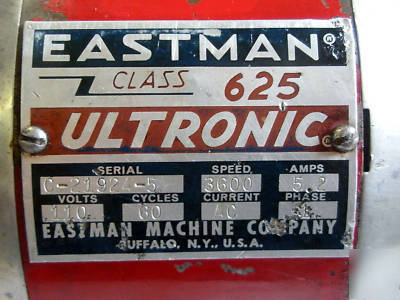 EASTMAN®
CLASS 625
ULTRONIC®
SERIAL SPEED AMPS
C-21924-5 3600 5.2
VOLTS CYCLES CURRENT PHASE
110 60 AC 1
EASTMAN MACHINE COMPANY
BUFFALO, N.Y., U.S.A.